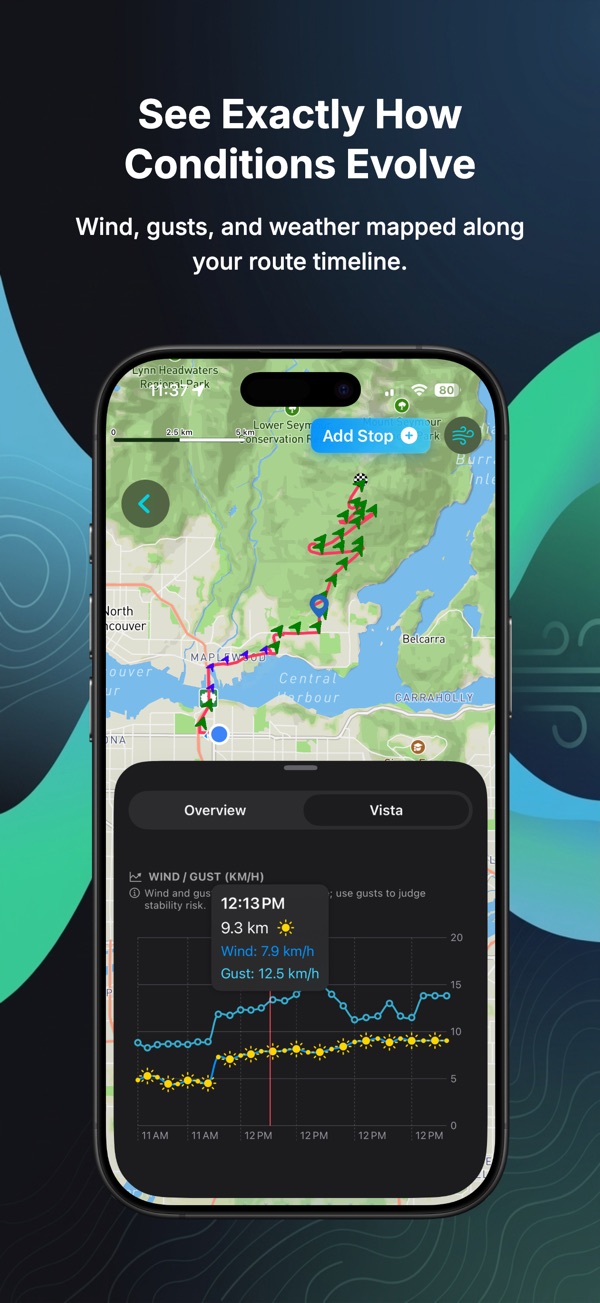 See Exactly How
Conditions Evolve
Wind, gusts, and weather mapped along
your route timeline.
Lynn Headwaters
Regional Park
11:37
80
0 2.5 km 5 km
Lower Seym
onservation
Mount Seymour
Add Stop
North
ncouver
MAPLEWOOD
Belcarra
Central
Harbour
CARRAHOLLY
Overview
Vista
WIND / GUST (KM/H)
Wind and gus
; use gusts to judge
stability risk.
12:13 PM
9.3 km
Wind: 7.9 km/h
Gust: 12.5 km/h
20
15
10
5
0
11 AM 11 AM 12 PM 12 PM 12 PM 12 PM